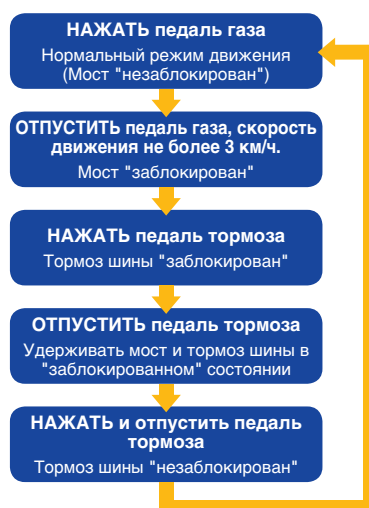 НАЖАТЬ педаль газа
Нормальный режим движения
(Мост "незаблокирован")
ОТПУСТИТЬ педаль газа, скорость
движения не более 3 км/ч.
Мост "заблокирован"
НАЖАТЬ педаль тормоза
Тормоз шины "заблокирован"
ОТПУСТИТЬ педаль тормоза
Удерживать мост и тормоз шины в
"заблокированном" состоянии
НАЖАТЬ и отпустить педаль
тормоза
Тормоз шины "незаблокирован"